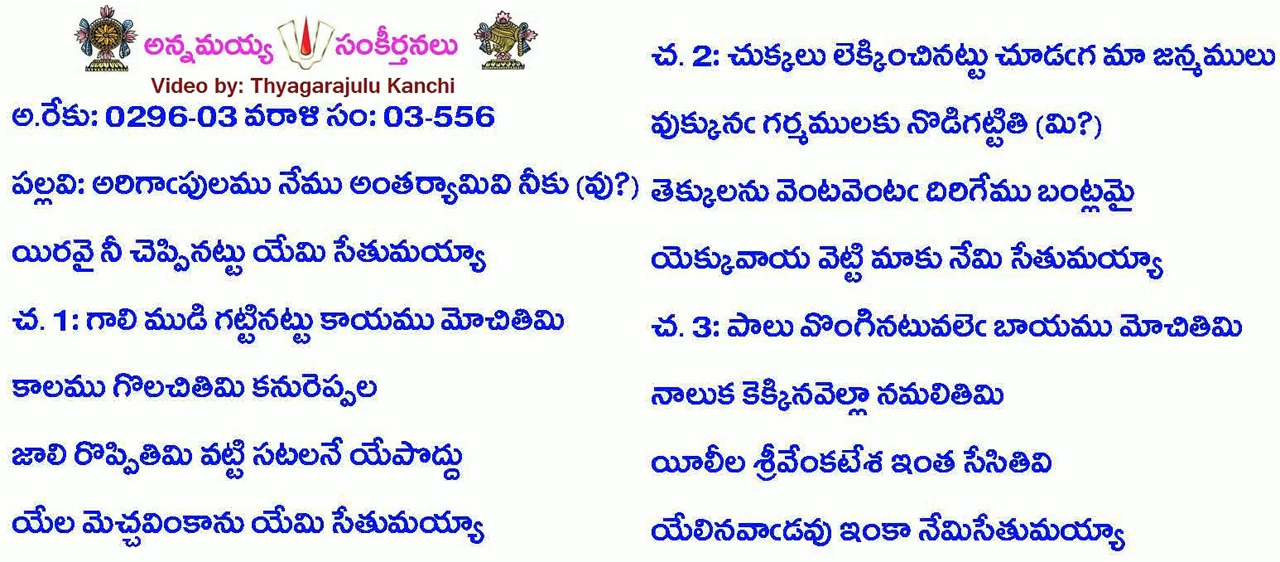 అన్నమయ్య సంకీర్తనలు
Video by: Thyagarajulu Kanchi
అ.రేకు: 0296-03 వరాళి సం: 03-556
పల్లవి: అరిగాఁపులము నేము అంతర్యామివి నీకు (వు?)
యిరవై నీ చెప్పినట్టు యేమి సేతుమయ్యా
చ. 1: గాలి ముడి గట్టినట్టు కాయము మోచితిమి
కాలము గొలచితిమి కనురెప్పల
జాలి రొప్పితిమి వట్టి సటలనే యేపొద్దు
యేల మెచ్చవింకాను యేమి సేతుమయ్యా
చ. 2: చుక్కలు లెక్కించినట్టు చూడఁగ మా జన్మములు
వుక్కునఁ గర్మములకు నొడిగట్టితి (మి?)
తెక్కులను వెంటవెంటఁ దిరిగేము బంట్లమై
యెక్కువాయ వెట్టి మాకు నేమి సేతుమయ్యా
చ. 3: పాలు వొంగినటువలెఁ బాయము మోచితిమి
నాలుక కెక్కినవెల్లా నమలితిమి
యీలీల శ్రీవేంకటేశ ఇంత సేసితివి
యేలినవాఁడవు ఇంకా నేమిసేతుమయ్యా